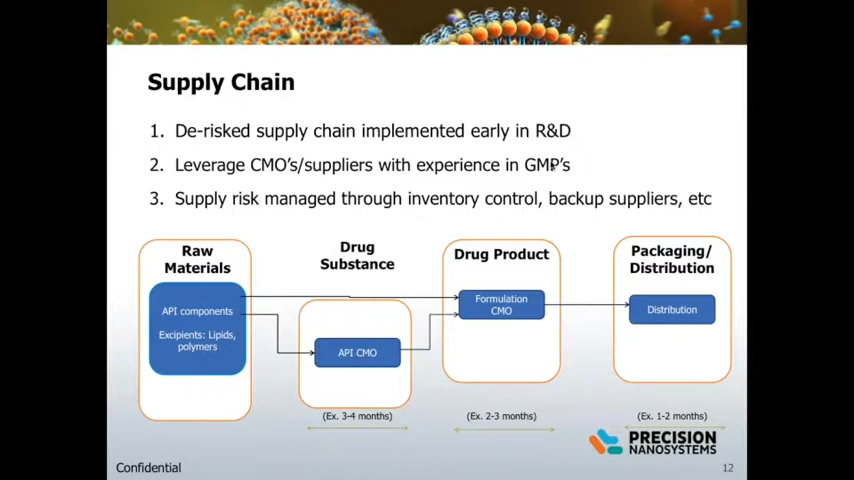 Supply Chain
1. De-risked supply chain implemented early in R&D
2. Leverage CMO's/suppliers with experience in GMP's
3. Supply risk managed through inventory control, backup suppliers, etc
Raw
Materials
API components
Excipients: Lipids,
polymers
Drug
Substance
API CMO
(Ex. 3-4 months)
Drug Product
Formulation
CMO
(Ex. 2-3 months)
Packaging/
Distribution
Distribution
(Ex. 1-2 months)
PRECISION
NANOSYSTEMS
Confidential
12